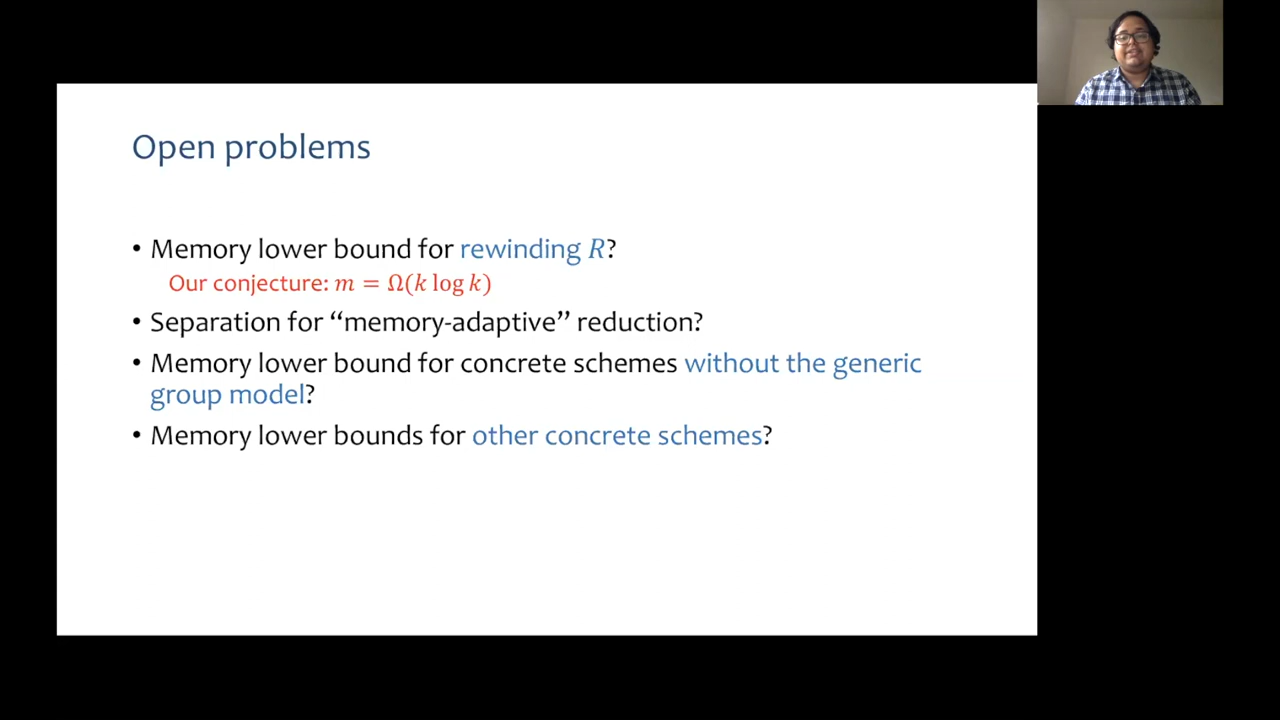 Open problems
• Memory lower bound for rewinding R?
Our conjecture: m = Ω(k log k)
• Separation for “memory-adaptive” reduction?
• Memory lower bound for concrete schemes without the generic
group model?
• Memory lower bounds for other concrete schemes?